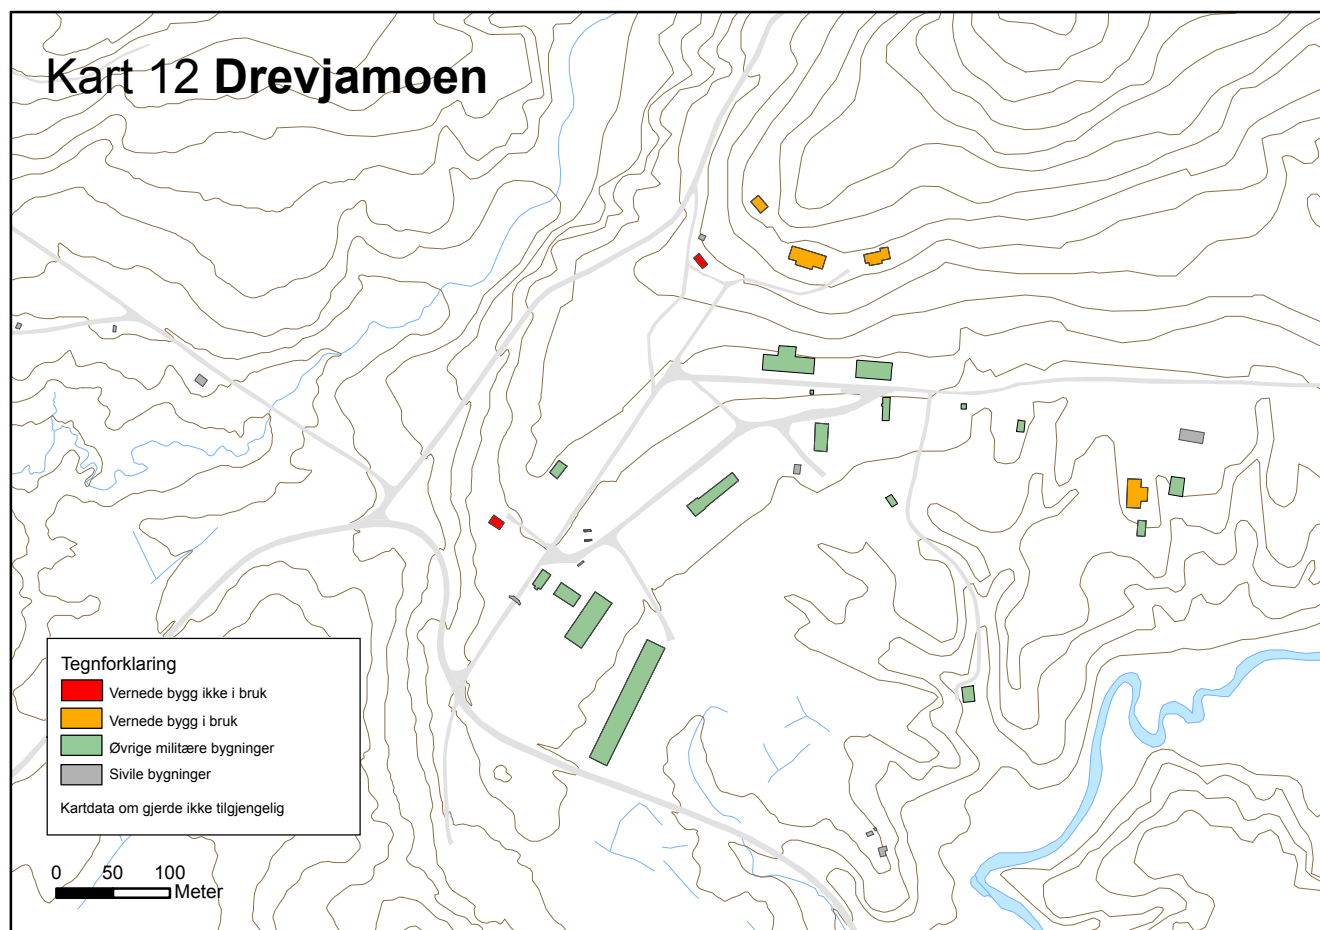 Kart 12 Drevjamoen
Tegnforklaring
Vernede bygg ikke i bruk
Vernede bygg i bruk
Øvrige militære bygninger
Sivile bygninger
Kartdata om gjerde ikke tilgjengelig
0 50 100
Meter